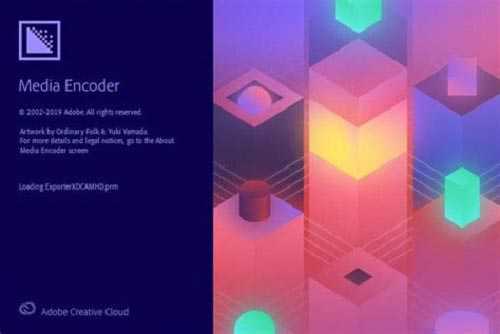 Media Encoder
© 2002-2019 Adobe. All rights reserved.
Artwork by Ordinary Folk & Yuki Yamada.
For more details and legal notices, go to the About
Media Encoder screen
Loading ExporterXDCAMHD.prm
Adobe Creative Cloud